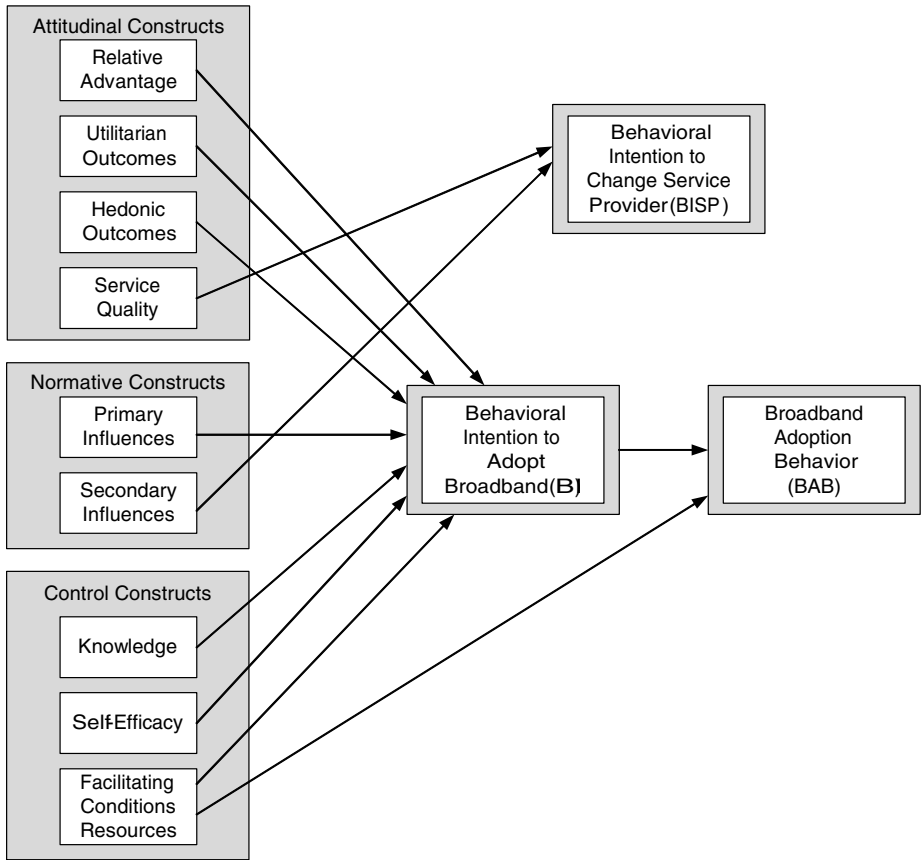 Attitudinal Constructs
Relative
Advantage
Utilitarian
Outcomes
Hedonic
Outcomes
Service
Quality
Normative Constructs
Primary
Influences
Secondary
Influences
Control Constructs
Knowledge
Self-Efficacy
Facilitating
Conditions
Resources
Behavioral
Intention to
Change Service
Provider(BISP)
Behavioral
Intention to
Adopt
Broadband(BI)
Broadband
Adoption
Behavior
(BAB)